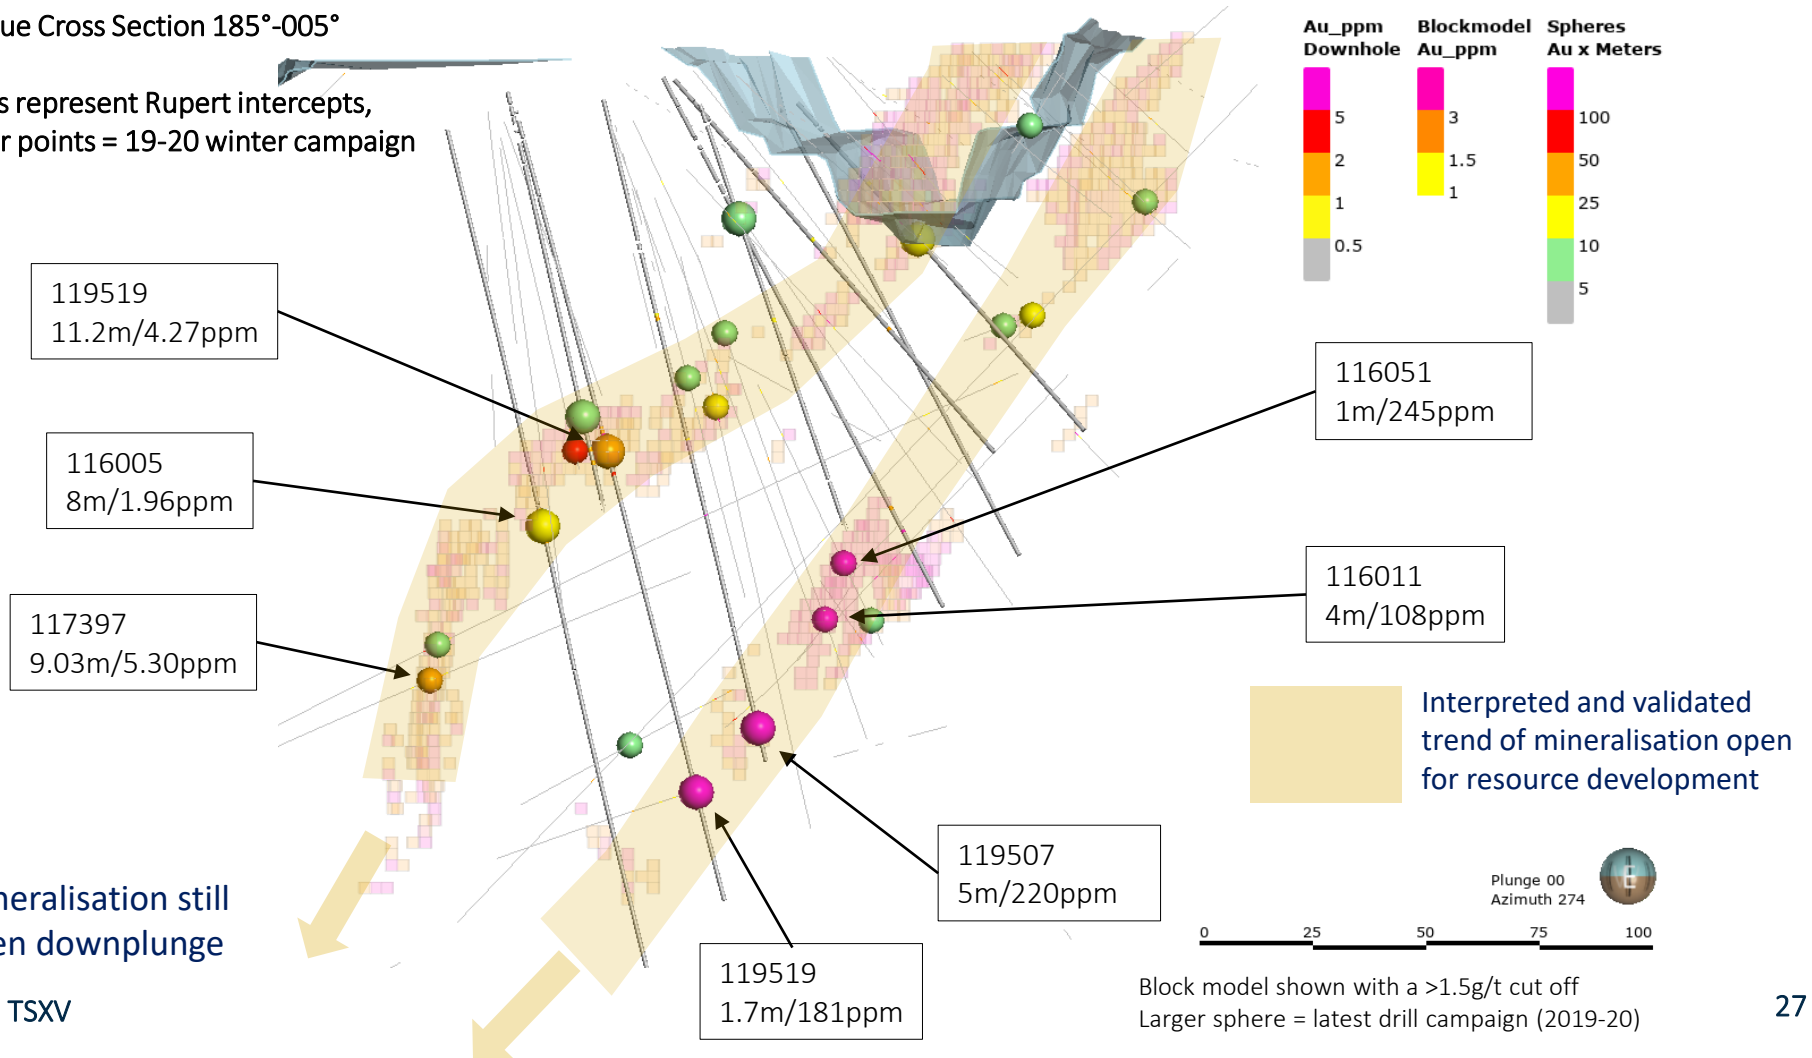 ue Cross Section 185°-005°
s represent Rupert intercepts,
r points = 19-20 winter campaign
Au_ppm
Downhole
5
2
1
0.5
Blockmodel
Au_ppm
3
1.5
1
Spheres
Au x Meters
100
50
25
10
5
119519
11.2m/4.27ppm
116005
8m/1.96ppm
117397
9.03m/5.30ppm
116051
1m/245ppm
116011
4m/108ppm
119507
5m/220ppm
119519
1.7m/181ppm
Interpreted and validated
trend of mineralisation open
for resource development
neralisation still
en downplunge
Plunge 00
Azimuth 274
E
0 25 50 75 100
Block model shown with a >1.5g/t cut off
Larger sphere = latest drill campaign (2019-20)
TSXV
27